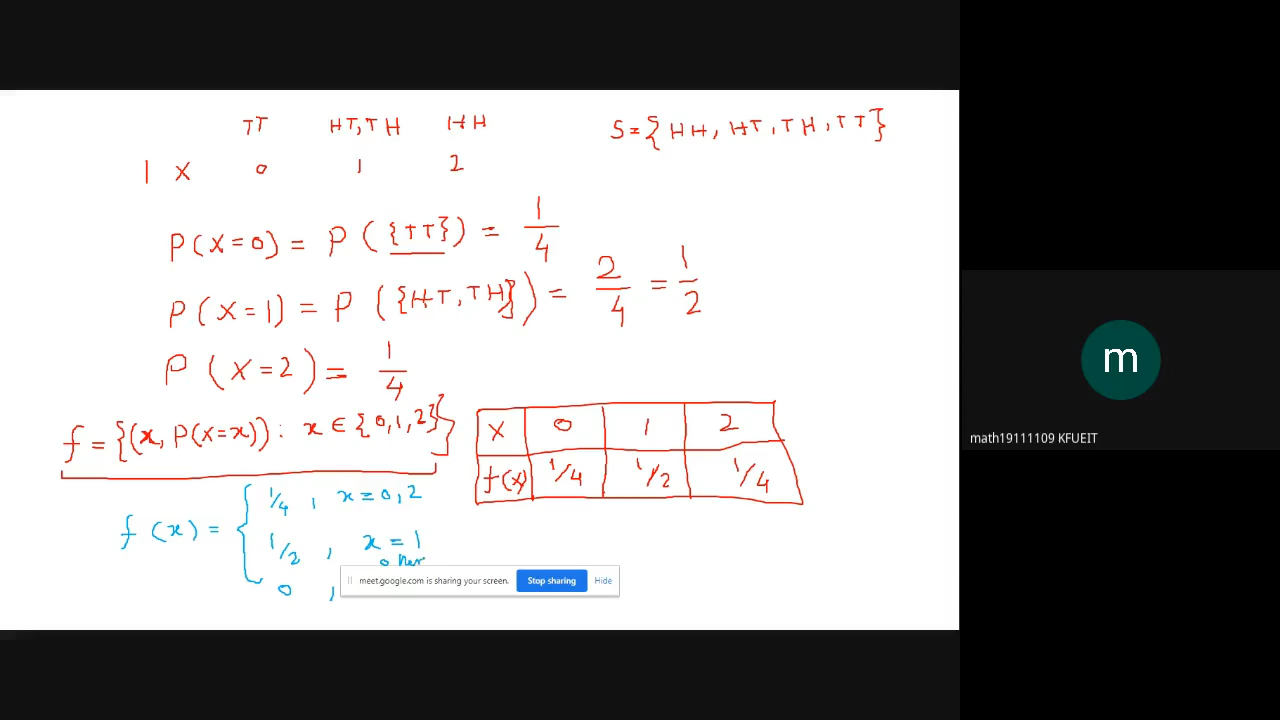 TT HT, TH HH
S = {HH, HT, TH, TT}
| X 0 1 2
P(X=0) = P({TT}) = 1/4
P(X=1) = P({HT, TH}) = 2/4 = 1/2
P(X=2) = 1/4
f = {(x, P(X=x)) : x ∈ {0,1,2}}
X 0 1 2
f(x) 1/4 1/2 1/4
f(x) = { 1/4 , x = 0, 2
1/2 , x = 1
0 , other
meet.google.com is sharing your screen. Stop sharing Hide
m
math19111109 KFUEIT